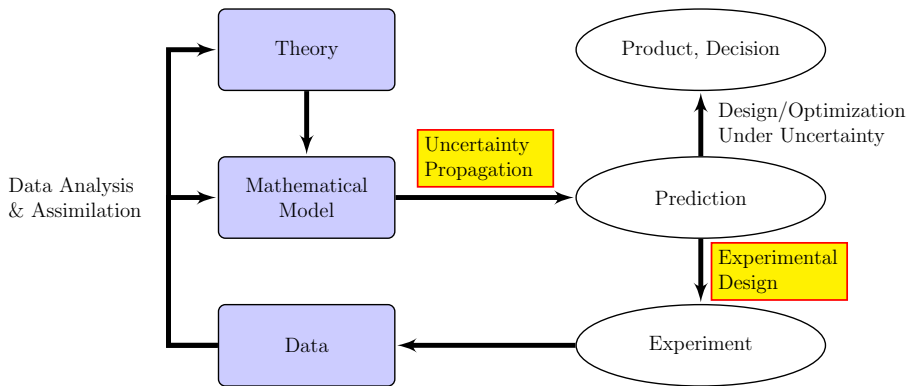 Theory
Product, Decision
Design/Optimization
Under Uncertainty
Uncertainty
Propagation
Data Analysis
& Assimilation
Mathematical
Model
Prediction
Experimental
Design
Data
Experiment